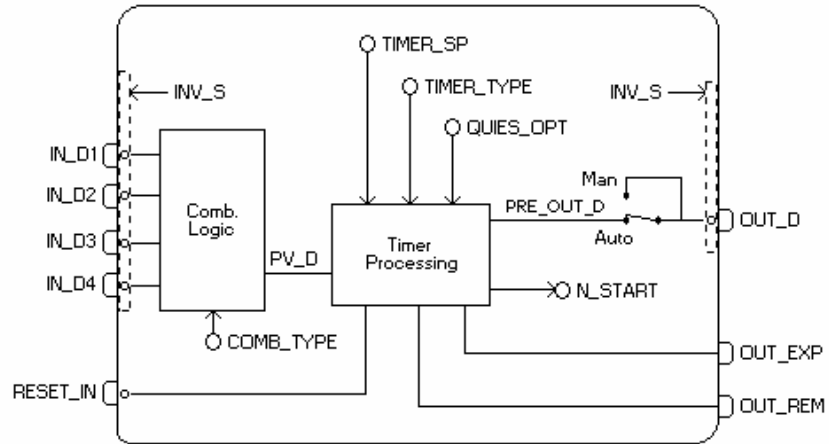 TIMER_SP
INV_S
TIMER_TYPE
INV_S
QUIES_OPT
IN_D1
IN_D2
IN_D3
IN_D4
Comb.
Logic
Man
PRE_OUT_D
OUT_D
Auto
Timer
Processing
PV_D
N_START
COMB_TYPE
OUT_EXP
RESET_IN
OUT_REM